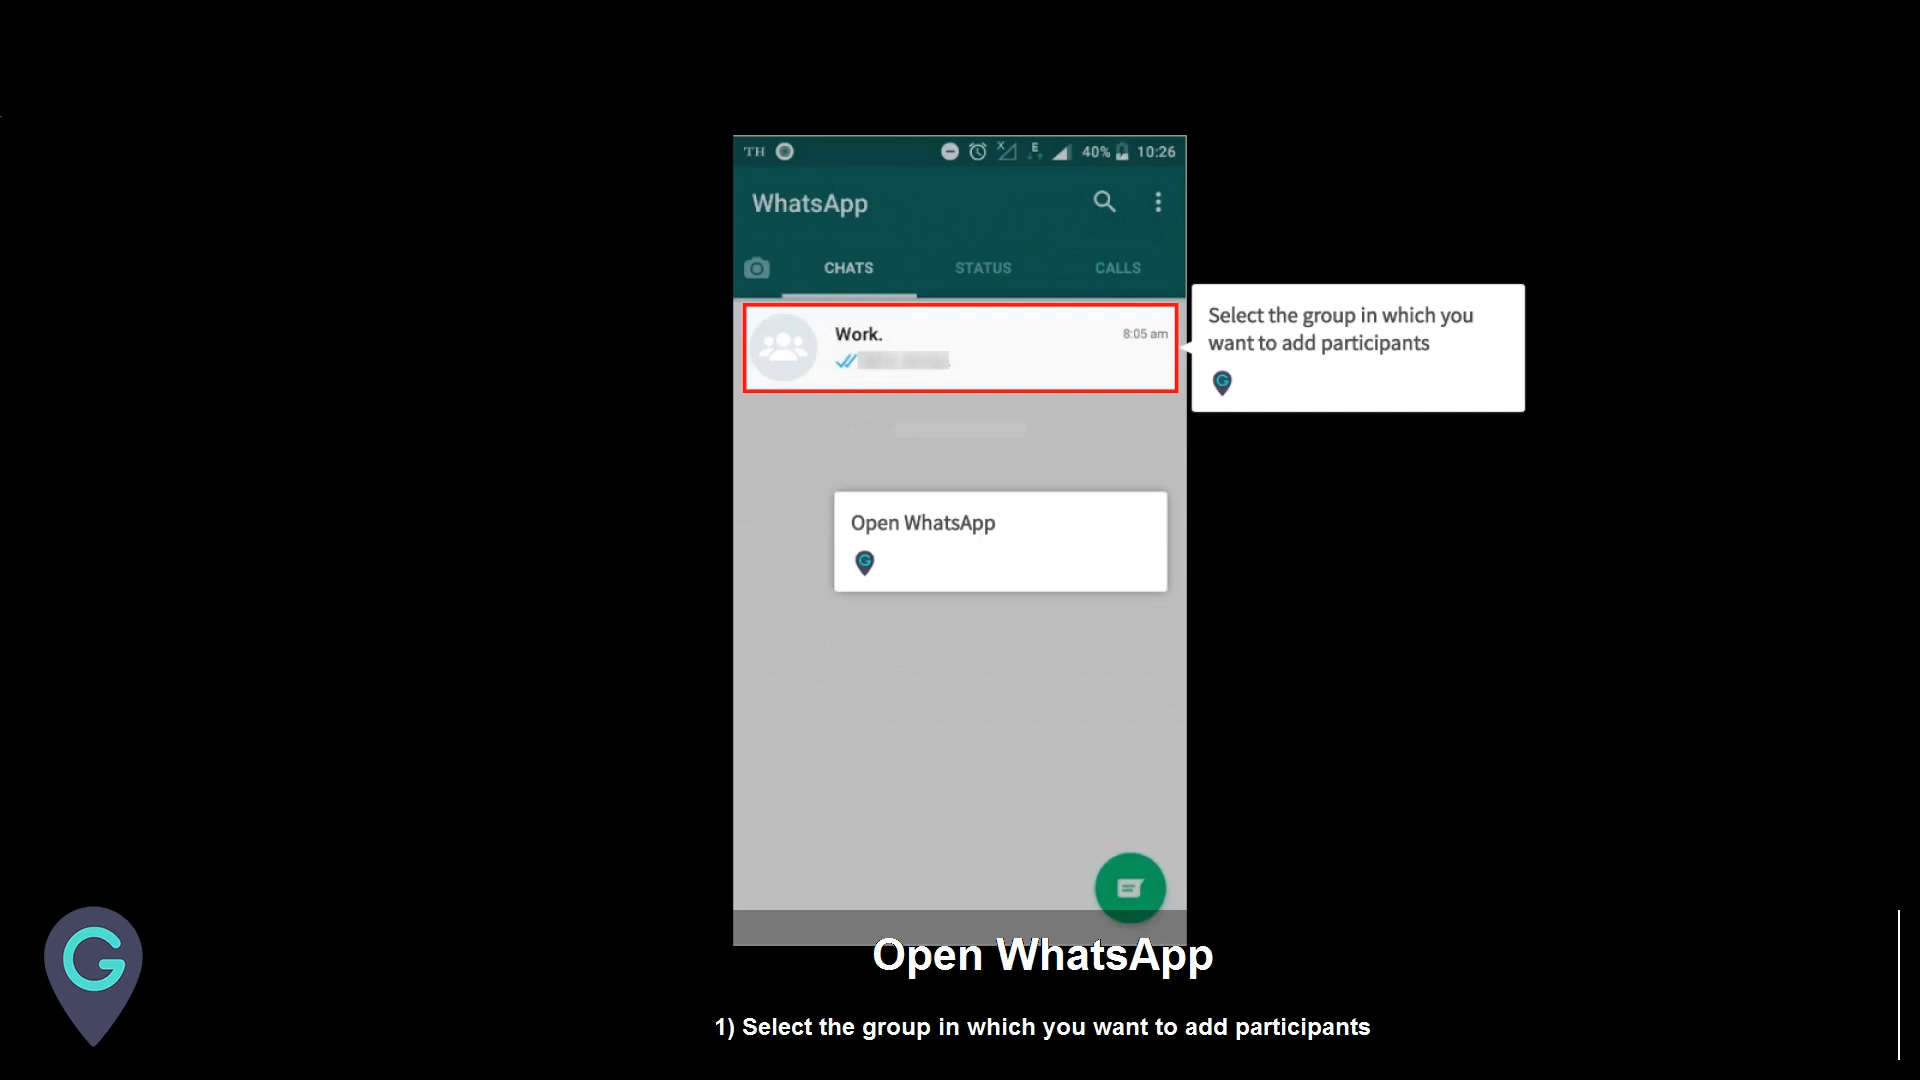 TH
E
40%
10:26
WhatsApp
CHATS
STATUS
CALLS
Work.
8:05 am
Select the group in which you
want to add participants
G
Open WhatsApp
G
G
Open WhatsApp
1) Select the group in which you want to add participants